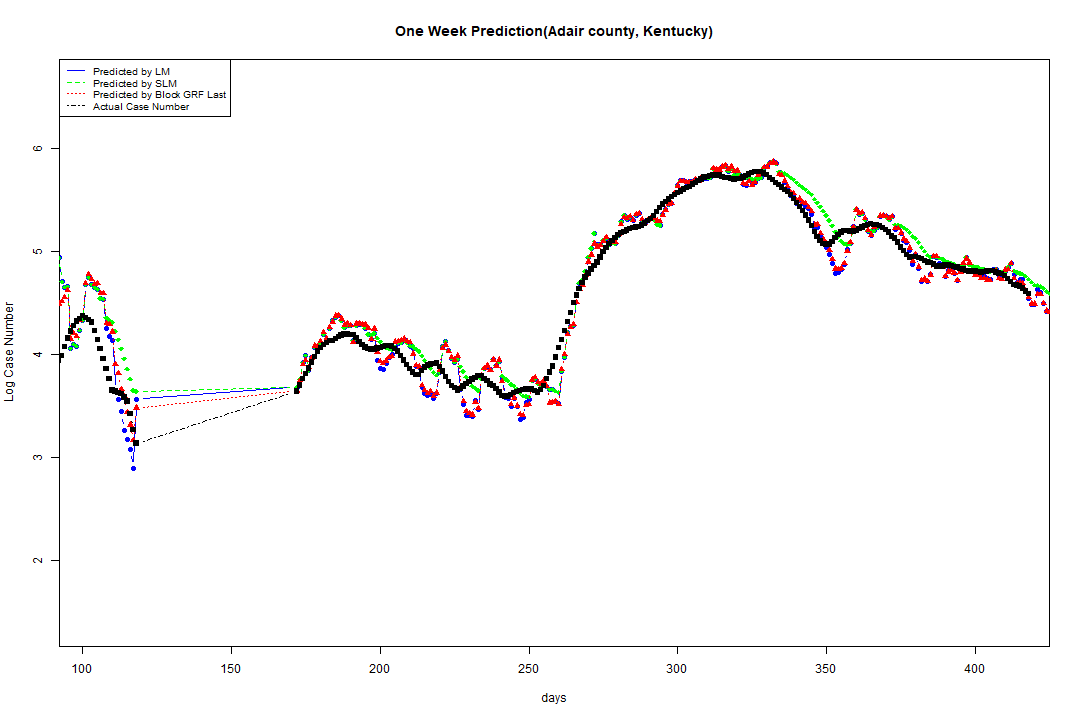 One Week Prediction(Adair county, Kentucky)
Predicted by LM
Predicted by SLM
Predicted by Block GRF Last
Actual Case Number
6
5
4
3
2
Log Case Number
100 150 200 250 300 350 400
days